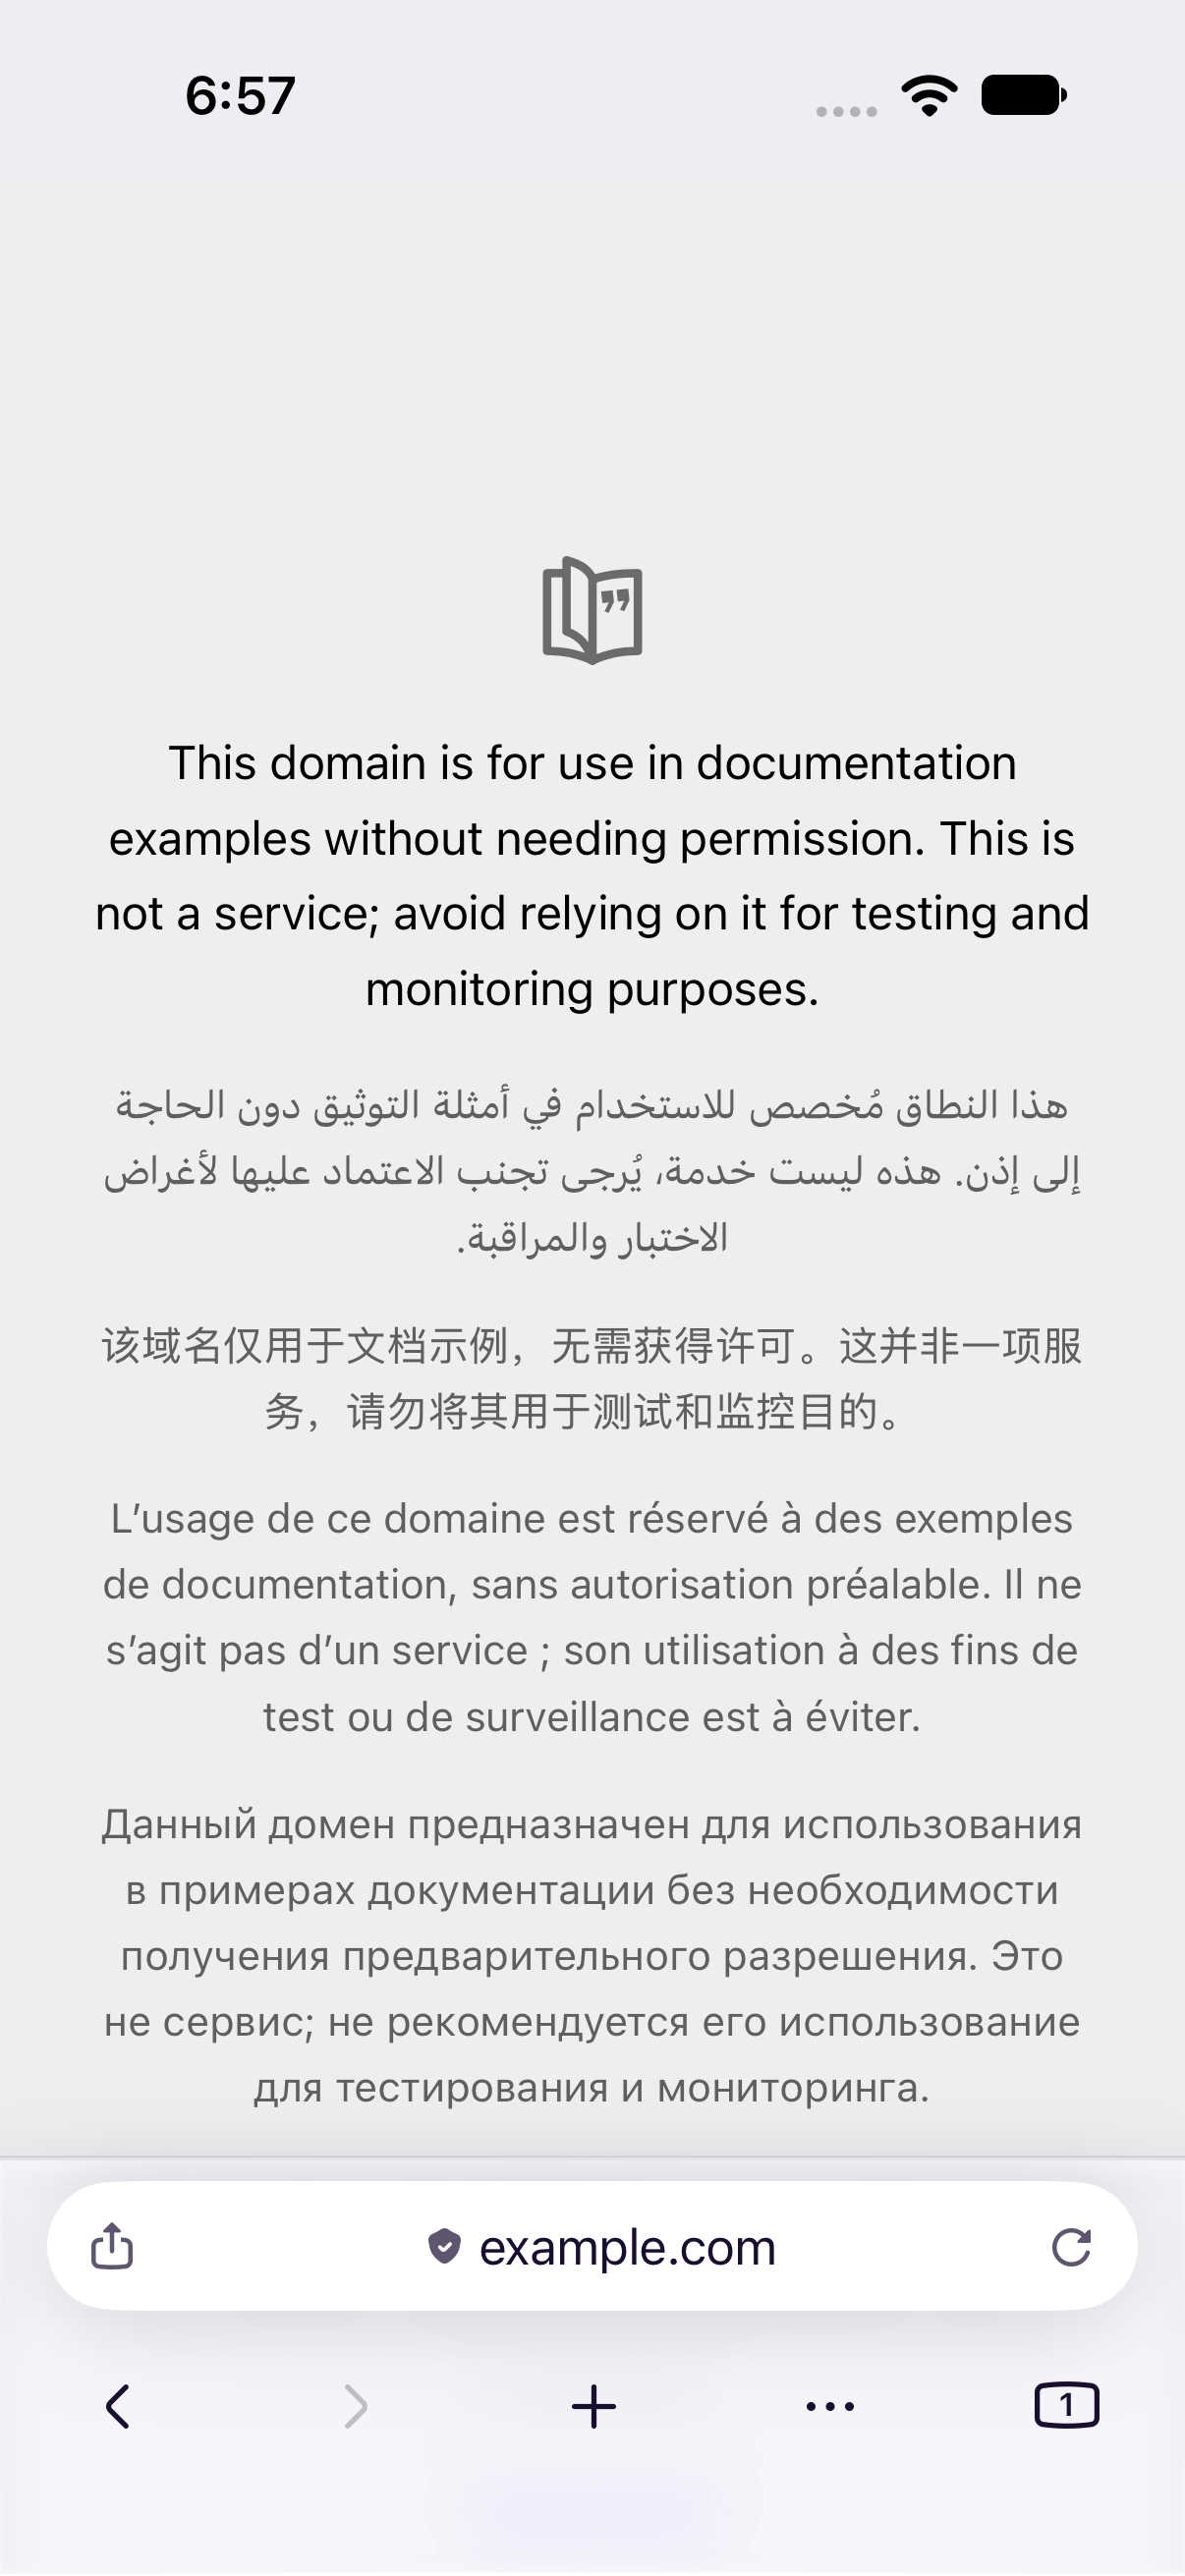 6:57
This domain is for use in documentation
examples without needing permission. This is
not a service; avoid relying on it for testing and
monitoring purposes.
هذا النطاق مُخصص للاستخدام في أمثلة التوثيق دون الحاجة
إلى إذن. هذه ليست خدمة، يُرجى تجنب الاعتماد عليها لأغراض
الاختبار والمراقبة.
该域名仅用于文档示例，无需获得许可。这并非一项服
务，请勿将其用于测试和监控目的。
L’usage de ce domaine est réservé à des exemples
de documentation, sans autorisation préalable. Il ne
s’agit pas d’un service ; son utilisation à des fins de
test ou de surveillance est à éviter.
Данный домен предназначен для использования
в примерах документации без необходимости
получения предварительного разрешения. Это
не сервис; не рекомендуется его использование
для тестирования и мониторинга.
example.com
1